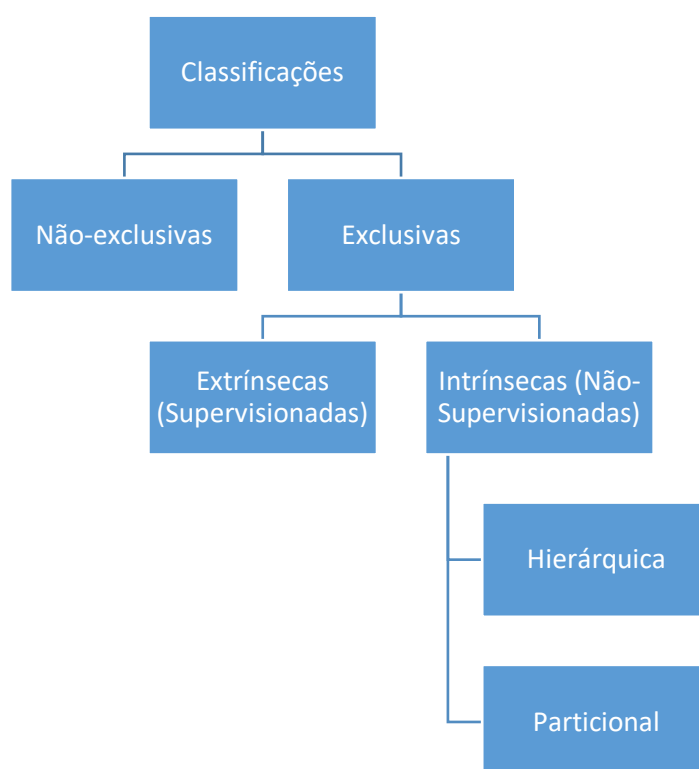 Classificações
Não-exclusivas
Exclusivas
Extrínsecas
(Supervisionadas)
Intrínsecas (Não-
Supervisionadas)
Hierárquica
Particional